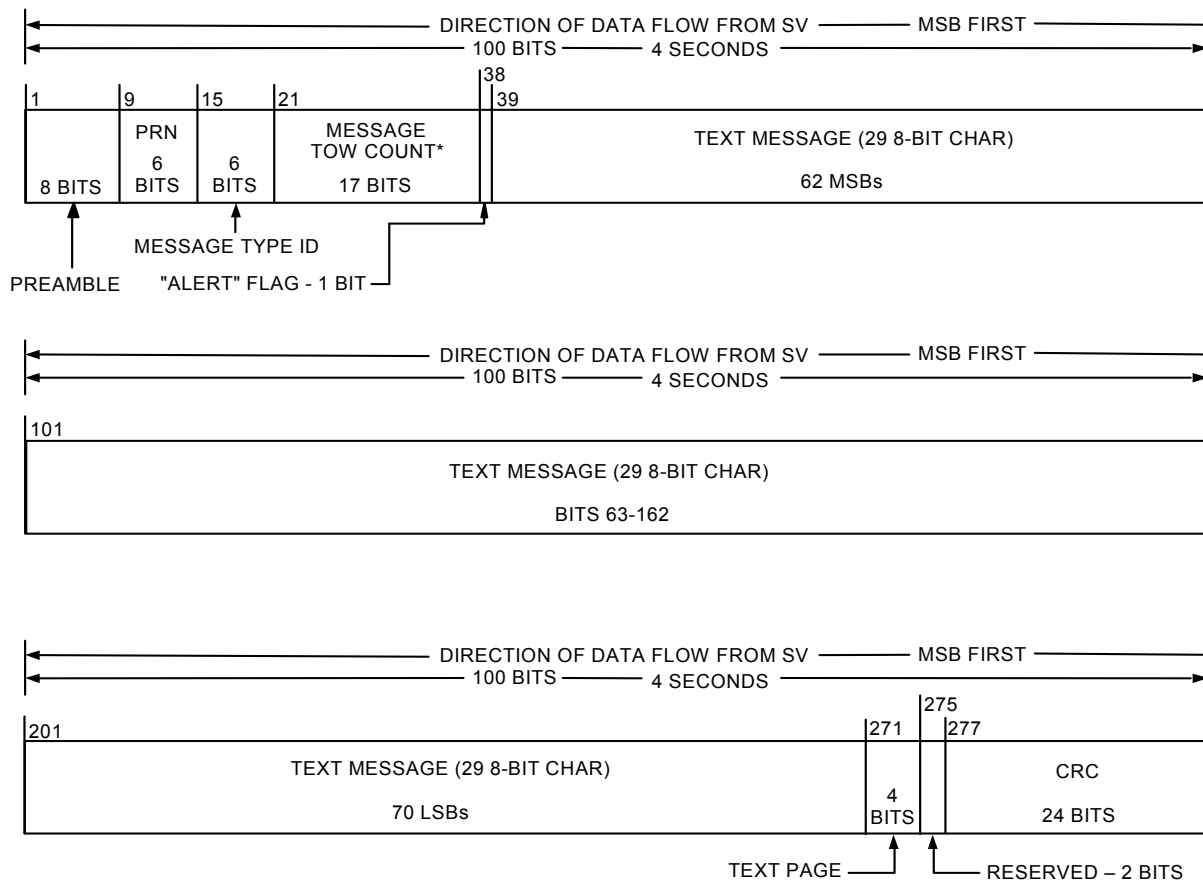 DIRECTION OF DATA FLOW FROM SV MSB FIRST
100 BITS 4 SECONDS
38
1 9 15 21 39
PRN
6
BITS
6
BITS
MESSAGE
TOW COUNT*
17 BITS
TEXT MESSAGE (29 8-BIT CHAR)
62 MSBs
8 BITS
MESSAGE TYPE ID
PREAMBLE
"ALERT" FLAG - 1 BIT
DIRECTION OF DATA FLOW FROM SV MSB FIRST
100 BITS 4 SECONDS
101
TEXT MESSAGE (29 8-BIT CHAR)
BITS 63-162
DIRECTION OF DATA FLOW FROM SV MSB FIRST
100 BITS 4 SECONDS
275
201 271 277
TEXT MESSAGE (29 8-BIT CHAR)
70 LSBs
4
BITS
CRC
24 BITS
TEXT PAGE
RESERVED – 2 BITS